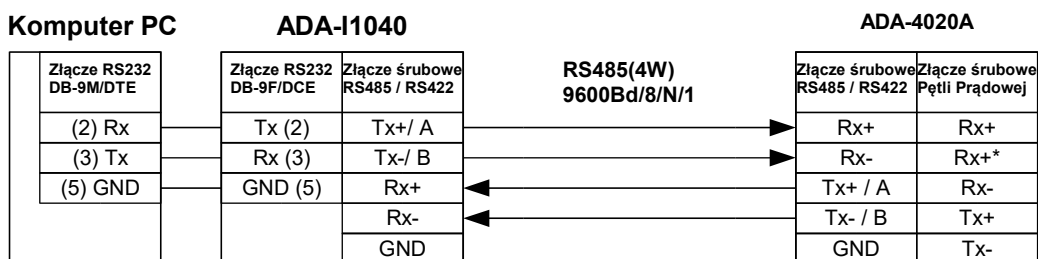 Komputer PC ADA-I1040 ADA-4020A
Złącze RS232 Złącze RS232 Złącze śrubowe RS485(4W) Złącze śrubowe Złącze śrubowe
DB-9M/DTE DB-9F/DCE RS485 / RS422 9600Bd/8/N/1 RS485 / RS422 Pętli Prądowej
(2) Rx Tx (2) Tx+/ A Rx+ Rx+
(3) Tx Rx (3) Tx-/ B Rx- Rx+*
(5) GND GND (5) Rx+ Tx+ / A Rx-
Rx- Tx- / B Tx+
GND GND Tx-